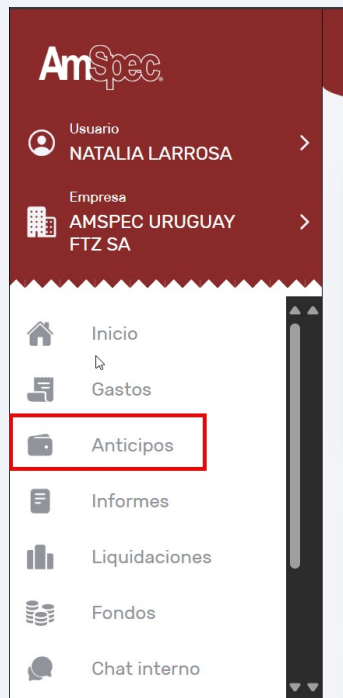 AmSpec
Usuario
NATALIA LARROSA
Empresa
AMSPEC URUGUAY
FTZ SA
Inicio
Gastos
Anticipos
Informes
Liquidaciones
Fondos
Chat interno